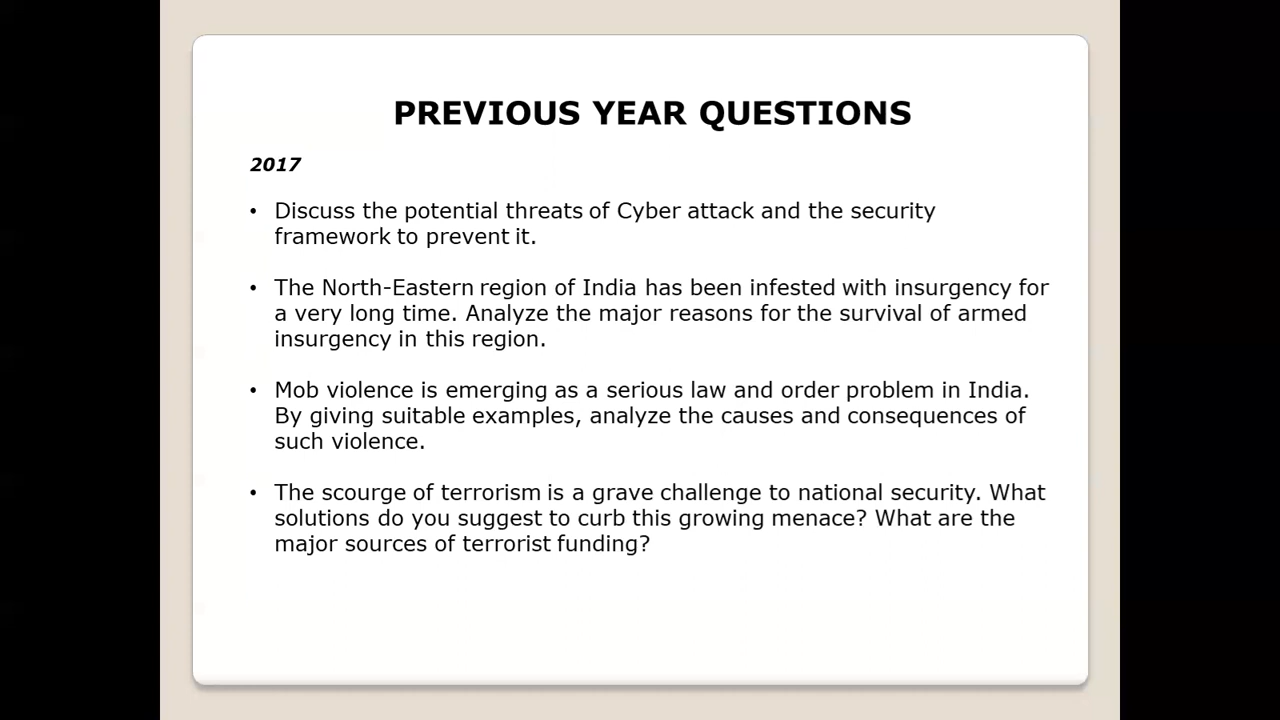 PREVIOUS YEAR QUESTIONS
2017
• Discuss the potential threats of Cyber attack and the security
framework to prevent it.
• The North-Eastern region of India has been infested with insurgency for
a very long time. Analyze the major reasons for the survival of armed
insurgency in this region.
• Mob violence is emerging as a serious law and order problem in India.
By giving suitable examples, analyze the causes and consequences of
such violence.
• The scourge of terrorism is a grave challenge to national security. What
solutions do you suggest to curb this growing menace? What are the
major sources of terrorist funding?